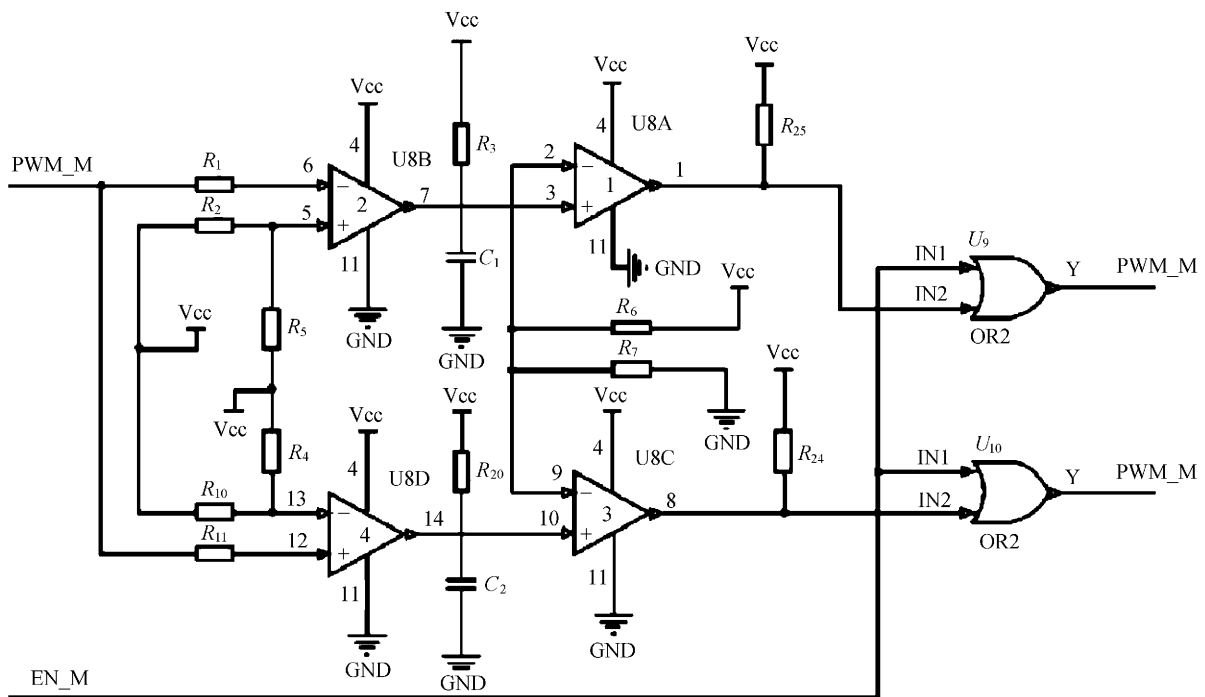 Vcc
Vcc
Vcc
Vcc
4
U8A
R25
4
U8B
R3
PWM_M
R1
6
−
2
−
1
7
3
1
+
R2
5
2
+
11
11
C1
GND
U9
IN1
Y
PWM_M
Vcc
R6
IN2
Vcc
R5
GND
GND
OR2
R7
Vcc
Vcc
Vcc
Vcc
GND
R4
4
U8D
R20
4
U8C
R24
U10
IN1
Y
PWM_M
R10
13
−
9
−
8
IN2
14
10
3
+
R11
12
4
+
OR2
11
C2
11
GND
GND
GND
EN_M